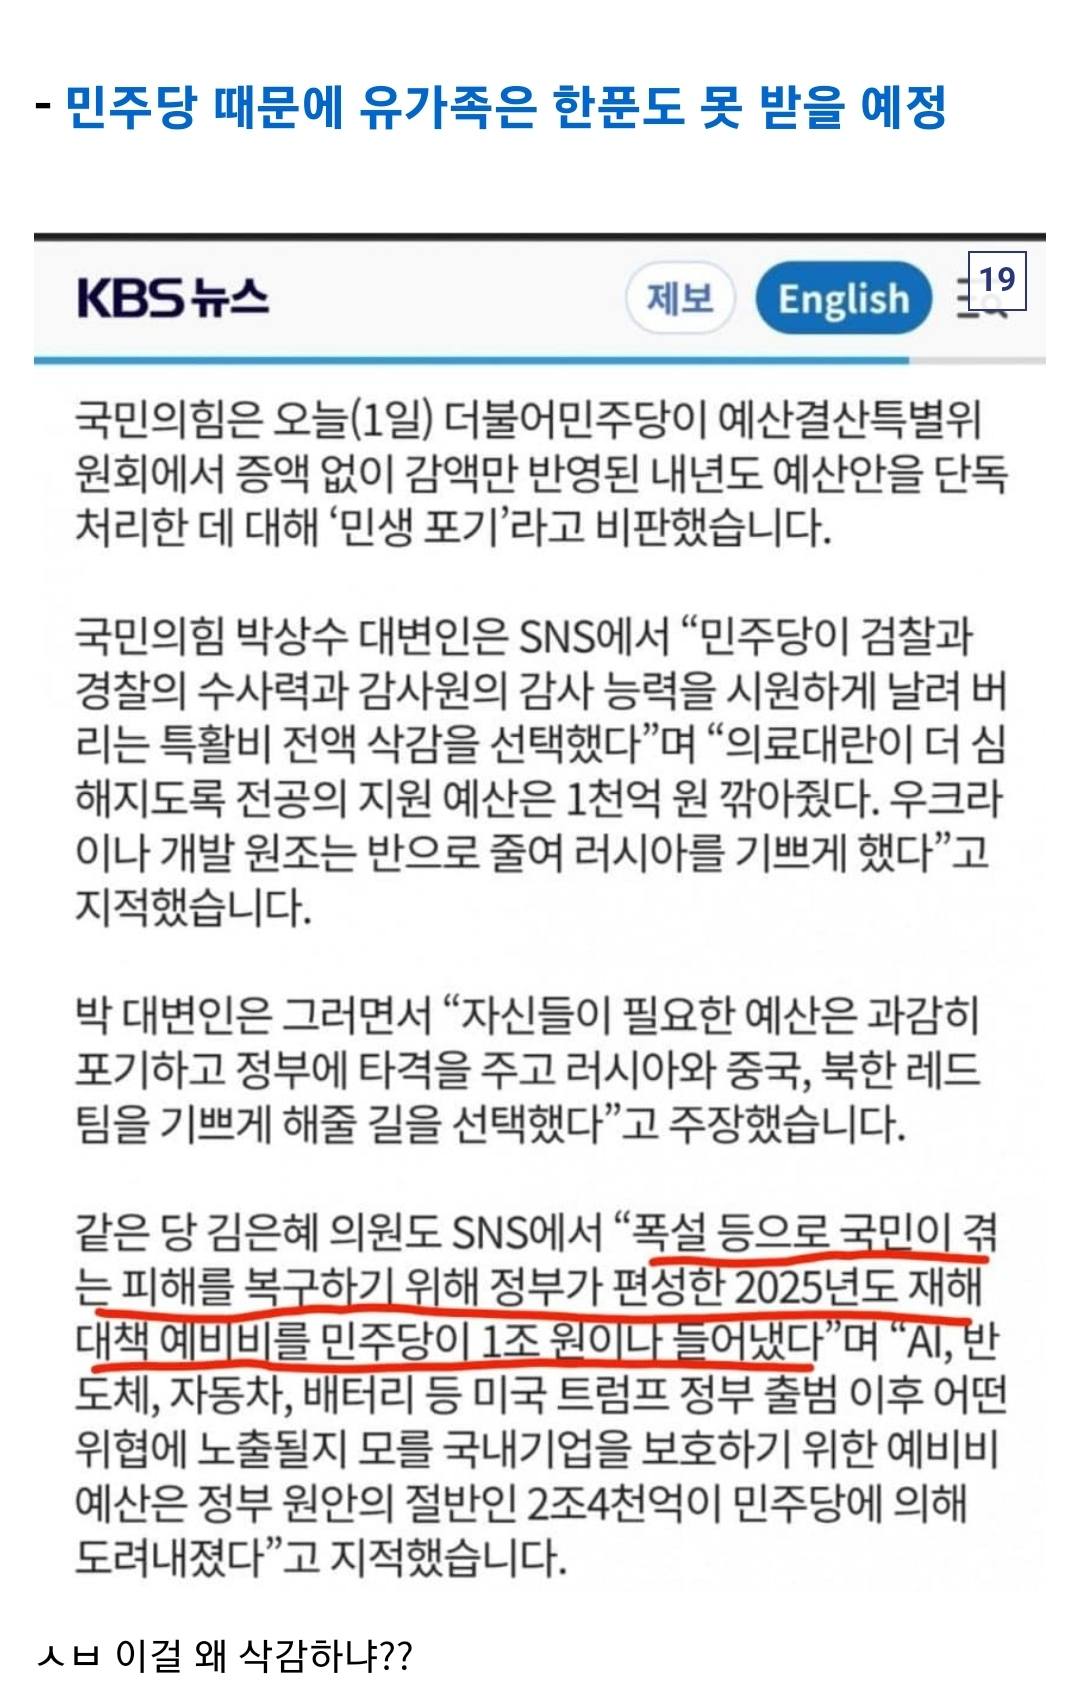 - 민주당 때문에 유가족은 한푼도 못 받을 예정
KBS 뉴스
제보
English
19
국민의힘은 오늘(1일) 더불어민주당이 예산결산특별위
원회에서 증액 없이 감액만 반영된 내년도 예산안을 단독
처리한 데 대해 ‘민생 포기’라고 비판했습니다.
국민의힘 박상수 대변인은 SNS에서 “민주당이 검찰과
경찰의 수사력과 감사원의 감사 능력을 시원하게 날려 버
리는 특활비 전액 삭감을 선택했다”며 “의료대란이 더 심
해지도록 전공의 지원 예산은 1천억 원 깎아줬다. 우크라
이나 개발 원조는 반으로 줄여 러시아를 기쁘게 했다”고
지적했습니다.
박 대변인은 그러면서 “자신들이 필요한 예산은 과감히
포기하고 정부에 타격을 주고 러시아와 중국, 북한 레드
팀을 기쁘게 해줄 길을 선택했다”고 주장했습니다.
같은 당 김은혜 의원도 SNS에서 “폭설 등으로 국민이 겪
는 피해를 복구하기 위해 정부가 편성한 2025년도 재해
대책 예비비를 민주당이 1조 원이나 들어냈다”며 “AI, 반
도체, 자동차, 배터리 등 미국 트럼프 정부 출범 이후 어떤
위협에 노출될지 모를 국내기업을 보호하기 위한 예비비
예산은 정부 원안의 절반인 2조4천억이 민주당에 의해
도려내졌다”고 지적했습니다.
ㅅㅂ 이걸 왜 삭감하냐??